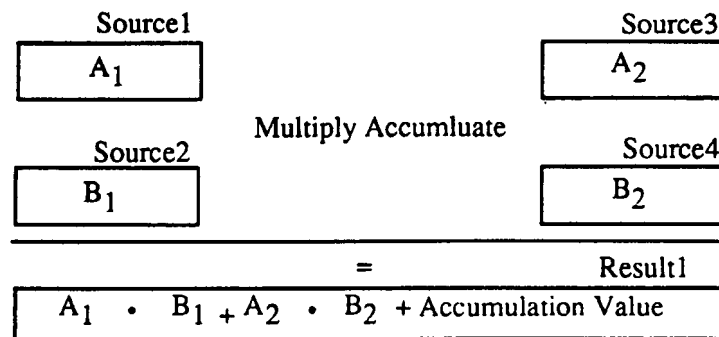 Source1 Source3
A1 A2
Multiply Accumluate
Source2 Source4
B1 B2
= Result1
A1 • B1 + A2 • B2 + Accumulation Value